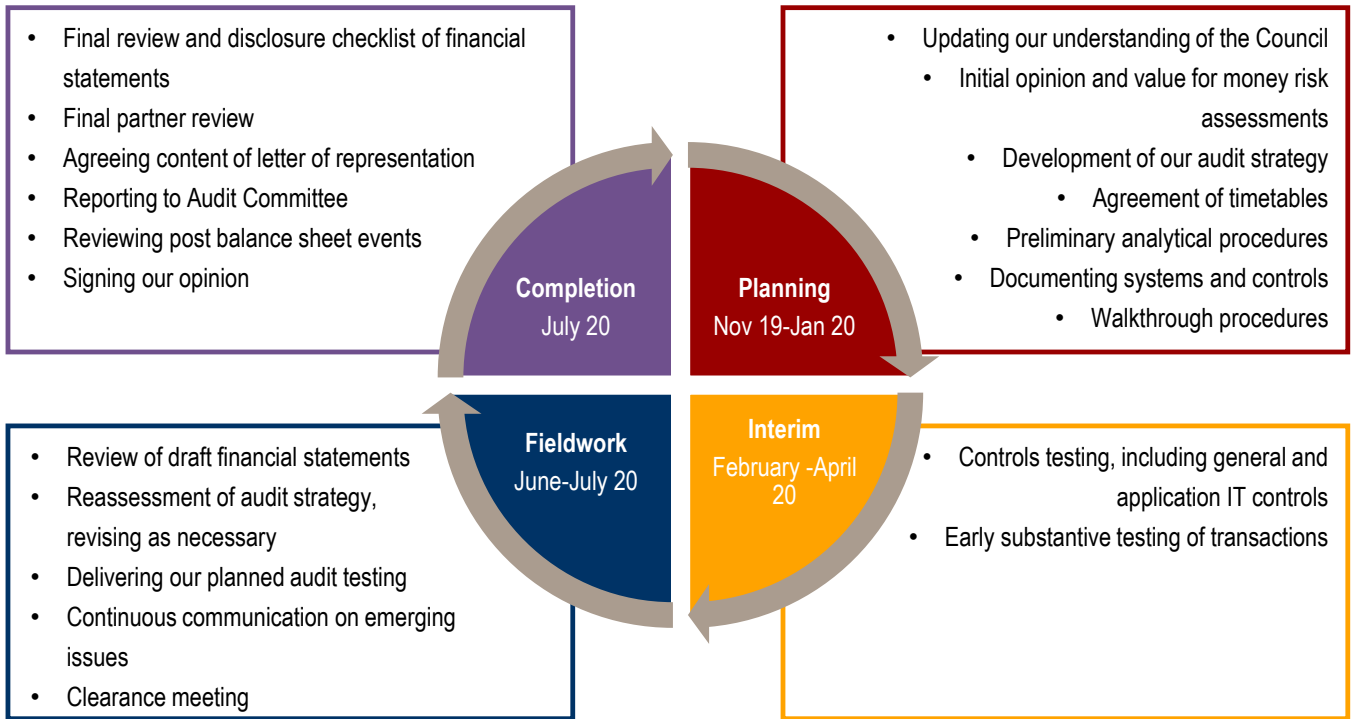 • Final review and disclosure checklist of financial
statements
• Final partner review
• Agreeing content of letter of representation
• Reporting to Audit Committee
• Reviewing post balance sheet events
• Signing our opinion
• Updating our understanding of the Council
• Initial opinion and value for money risk
assessments
• Development of our audit strategy
• Agreement of timetables
• Preliminary analytical procedures
• Documenting systems and controls
• Walkthrough procedures
Completion
July 20
Planning
Nov 19-Jan 20
Fieldwork
June-July 20
Interim
February -April
20
• Review of draft financial statements
• Reassessment of audit strategy,
revising as necessary
• Delivering our planned audit testing
• Continuous communication on emerging
issues
• Clearance meeting
• Controls testing, including general and
application IT controls
• Early substantive testing of transactions